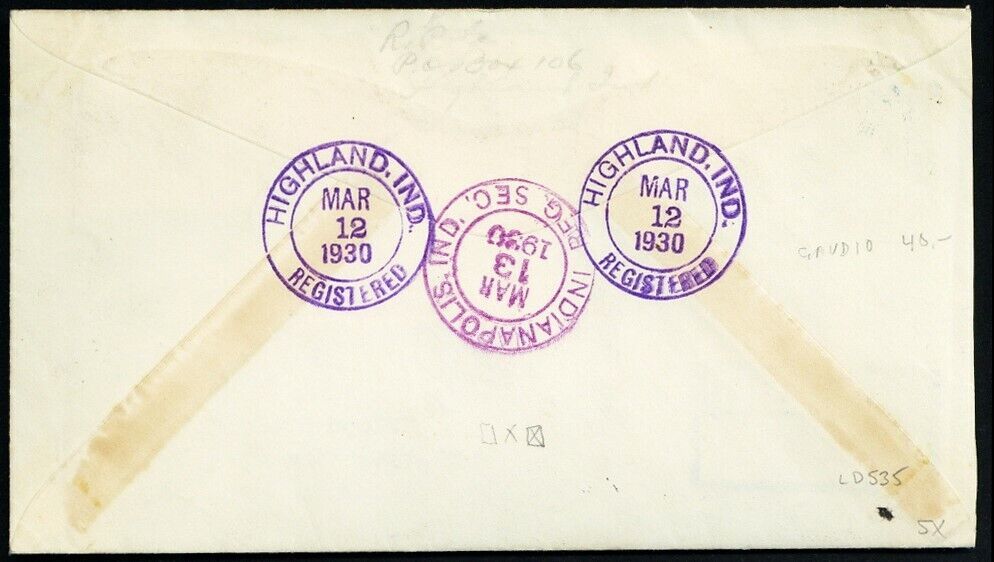 P.O. Box 106
HIGHLAND, IND.
MAR
12
1930
REGISTERED
INDIANAPOLIS, IND.
REG. SEC.
MAR
13
1930
HIGHLAND, IND.
MAR
12
1930
REGISTERED
GAUDIO 40.-
X
LD535
5X